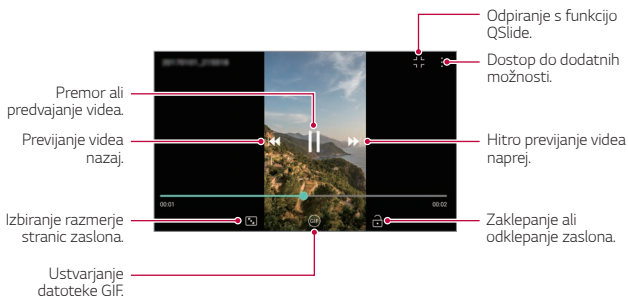 Odpiranje s funkcijo
QSlide.
Dostop do dodatnih
možnosti.
Premor ali
predvajanje videa.
Previjanje videa
nazaj.
Hitro previjanje videa
naprej.
00:01
00:02
GIF
Izbiranje razmerje
stranic zaslona.
Zaklepanje ali
odklepanje zaslona.
Ustvarjanje
datoteke GIF.